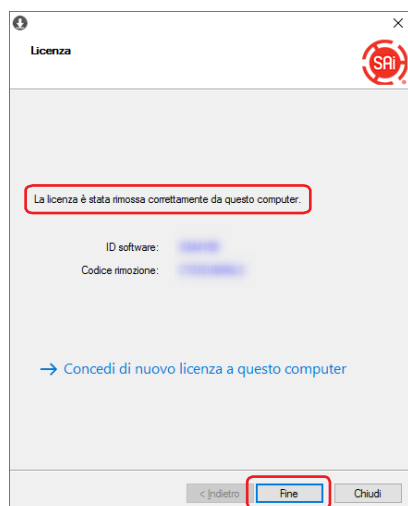 Licenza
SAi
La licenza è stata rimossa correttamente da questo computer.
ID software:
Codice rimozione:
→ Concedi di nuovo licenza a questo computer
< Indietro
Fine
Chiudi